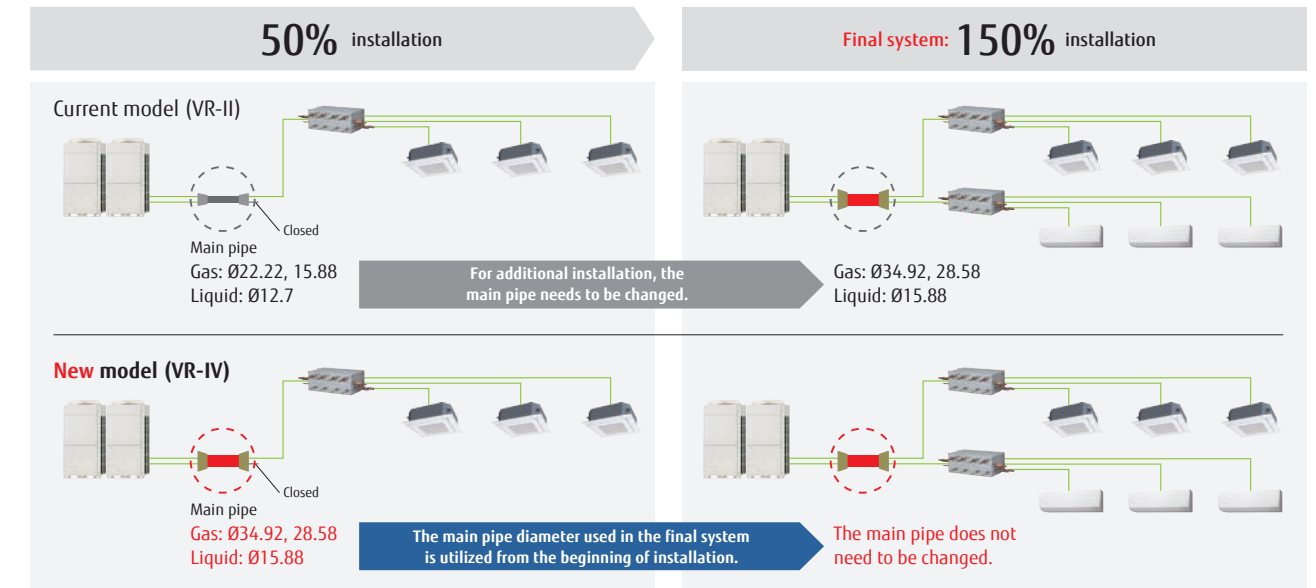 50% installation
Final system: 150% installation
Current model (VR-II)
Closed
Main pipe
Gas: Ø22.22, 15.88
Liquid: Ø12.7
For additional installation, the
main pipe needs to be changed.
Gas: Ø34.92, 28.58
Liquid: Ø15.88
New model (VR-IV)
Closed
Main pipe
Gas: Ø34.92, 28.58
Liquid: Ø15.88
The main pipe diameter used in the final system
is utilized from the beginning of installation.
The main pipe does not
need to be changed.